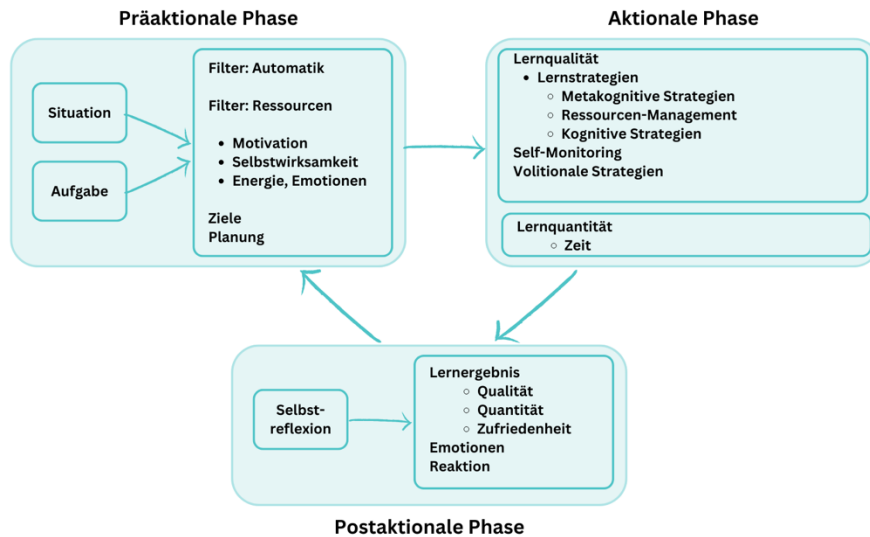 Präaktionale Phase
Situation
Aufgabe
Filter: Automatik
Filter: Ressourcen
• Motivation
• Selbstwirksamkeit
• Energie, Emotionen
Ziele
Planung
Aktionale Phase
Lernqualität
• Lernstrategien
○ Metakognitive Strategien
○ Ressourcen-Management
○ Kognitive Strategien
Self-Monitoring
Volitionale Strategien
Lernquantität
○ Zeit
Selbst-
reflexion
Lernergebnis
○ Qualität
○ Quantität
○ Zufriedenheit
Emotionen
Reaktion
Postaktionale Phase